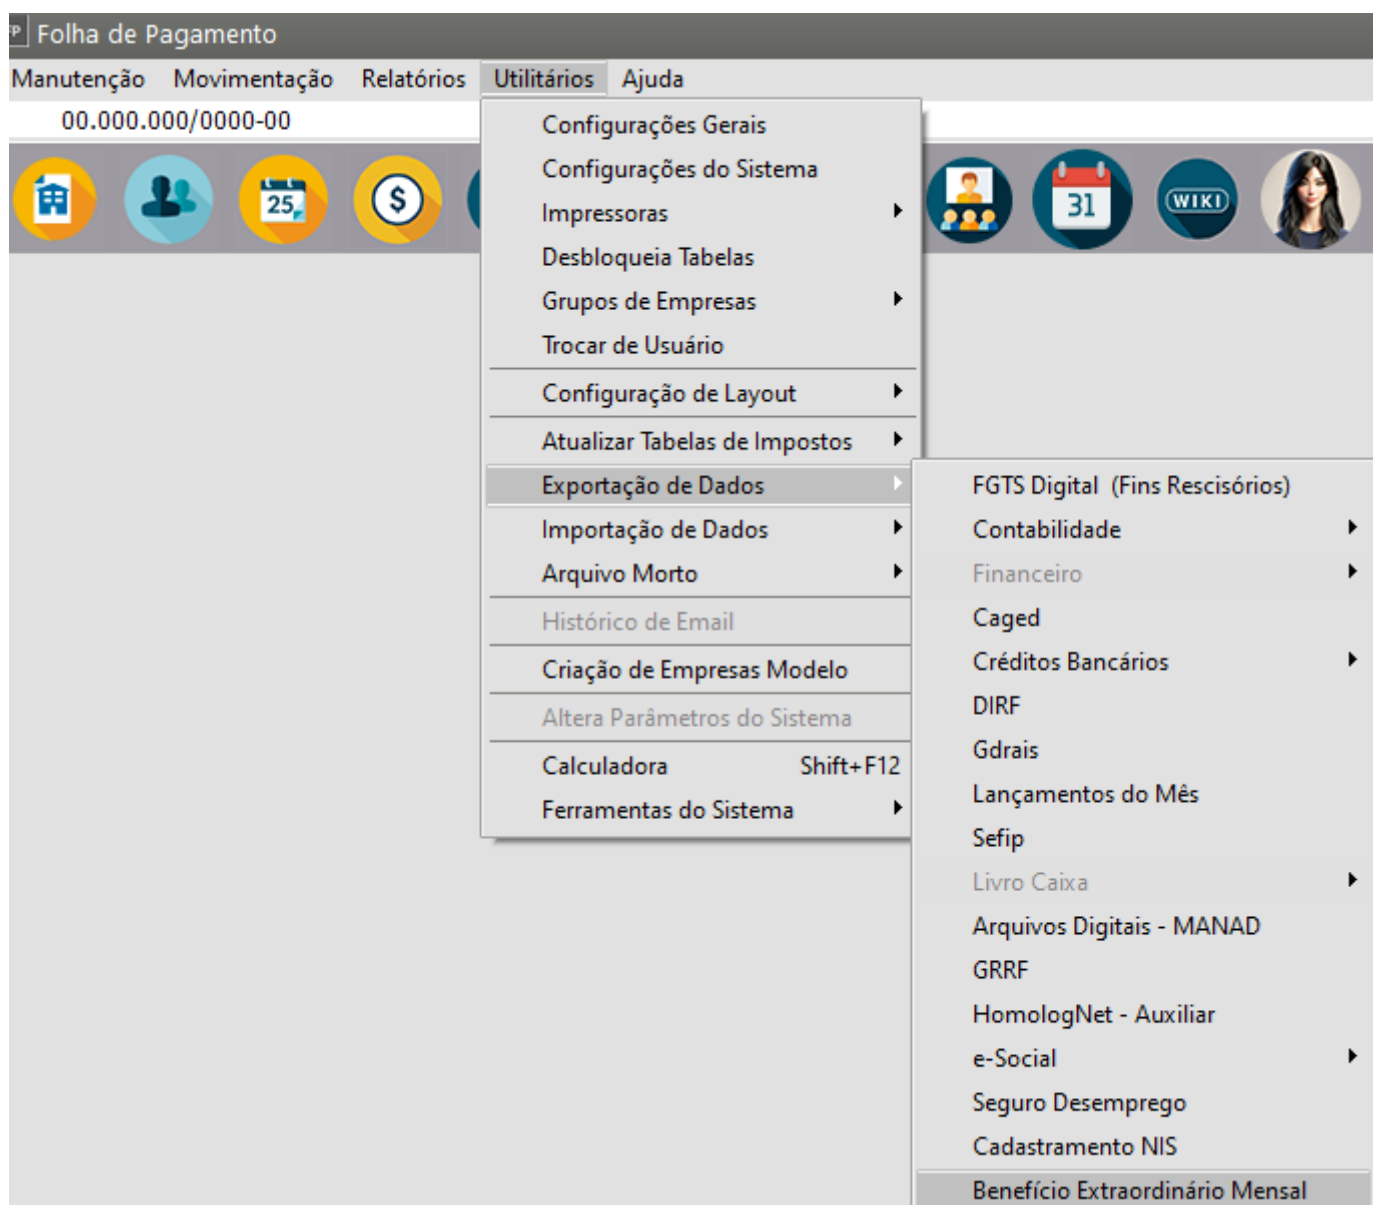 FP Folha de Pagamento
Manutenção Movimentação Relatórios Utilitários Ajuda
00.000.000/0000-00
25
$
31
WIKI
Configurações Gerais
Configurações do Sistema
Impressoras
Desbloqueia Tabelas
Grupos de Empresas
Trocar de Usuário
Configuração de Layout
Atualizar Tabelas de Impostos
Exportação de Dados
Importação de Dados
Arquivo Morto
Histórico de Email
Criação de Empresas Modelo
Altera Parâmetros do Sistema
Calculadora Shift+F12
Ferramentas do Sistema
FGTS Digital (Fins Rescisórios)
Contabilidade
Financeiro
Caged
Créditos Bancários
DIRF
Gdrais
Lançamentos do Mês
Sefip
Livro Caixa
Arquivos Digitais - MANAD
GRRF
HomologNet - Auxiliar
e-Social
Seguro Desemprego
Cadastramento NIS
Benefício Extraordinário Mensal